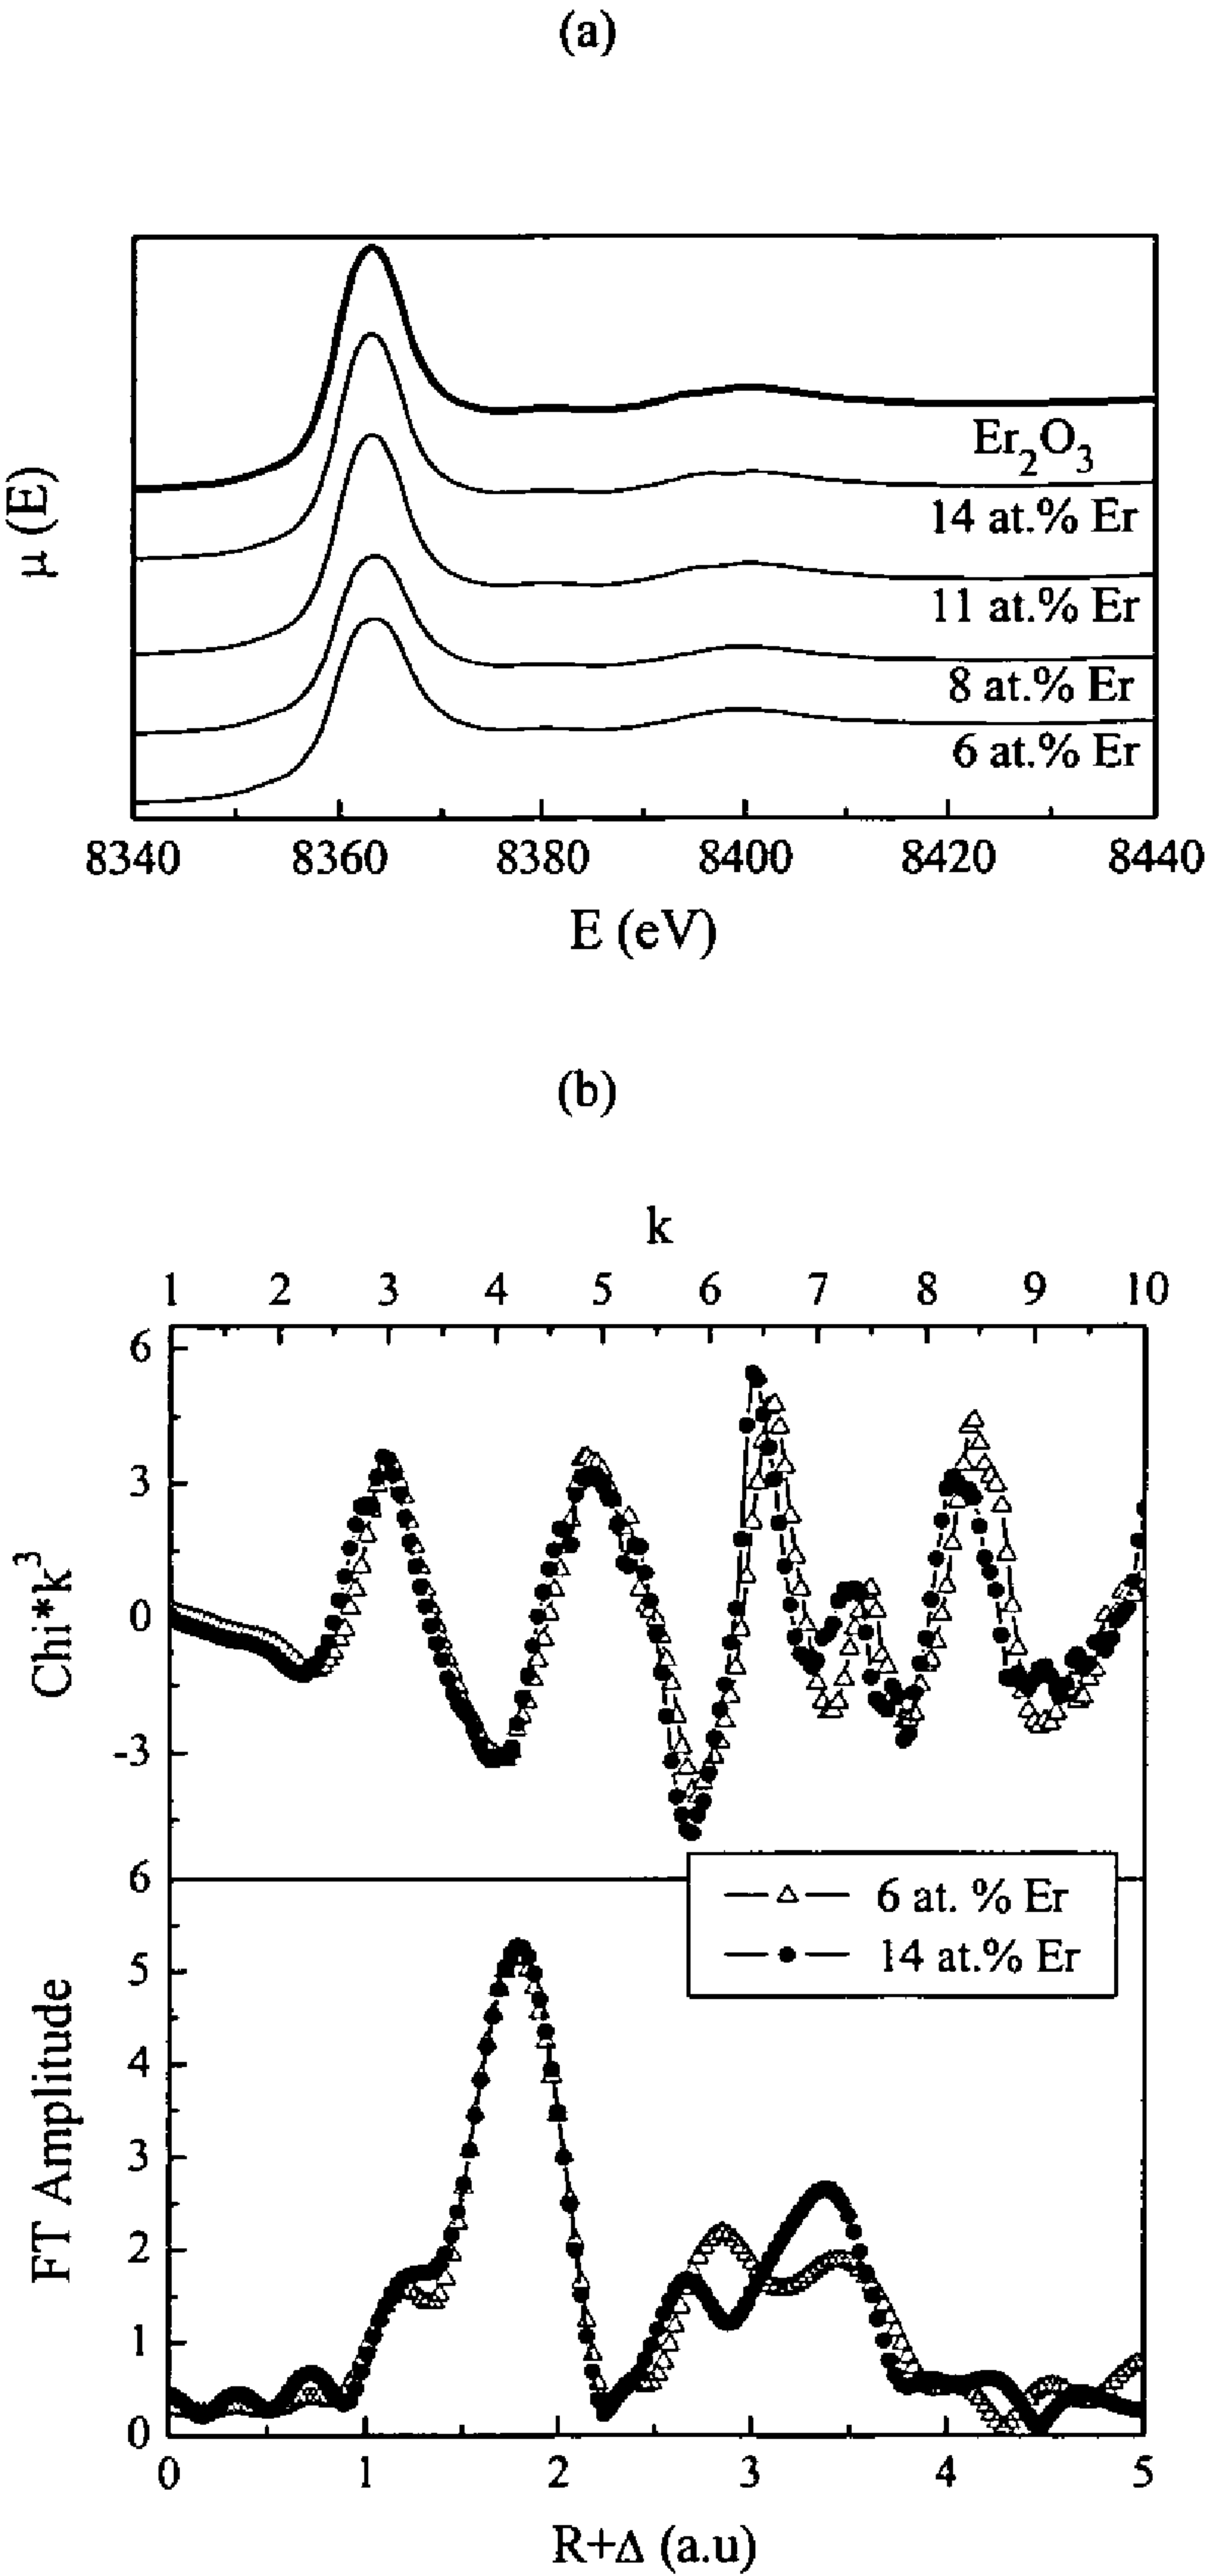 (a)
μ (E)
Er₂O₃
14 at.% Er
11 at.% Er
8 at.% Er
6 at.% Er
8340 8360 8380 8400 8420 8440
E (eV)
(b)
k
1 2 3 4 5 6 7 8 9 10
6
3
0
-3
Chi*k³
6
5
4
3
2
1
0
FT Amplitude
6 at. % Er
14 at.% Er
0 1 2 3 4 5
R+Δ (a.u)